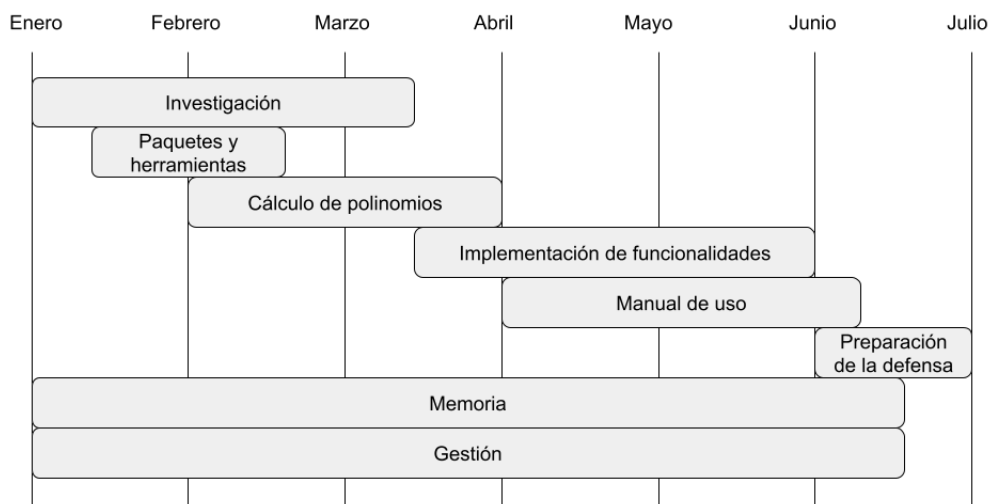 Enero Febrero Marzo Abril Mayo Junio Julio
Investigación
Paquetes y
herramientas
Cálculo de polinomios
Implementación de funcionalidades
Manual de uso
Preparación
de la defensa
Memoria
Gestión